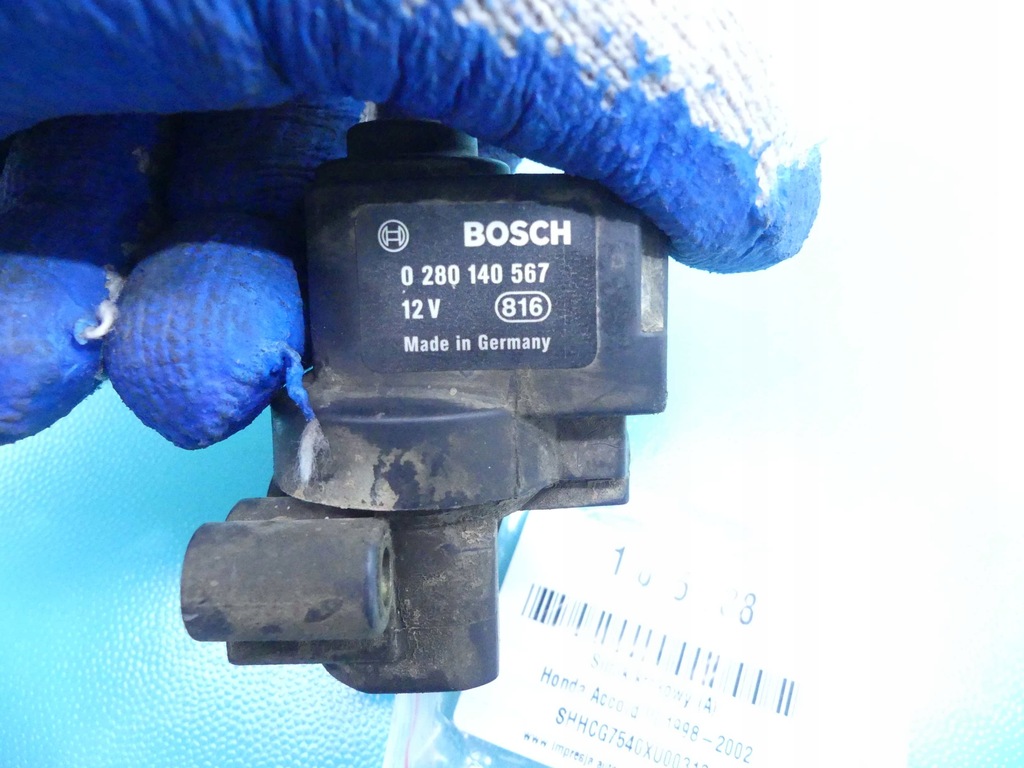 BOSCH
0 280 140 567
12 V 816
Made in Germany
Honda Accord 1998-2002